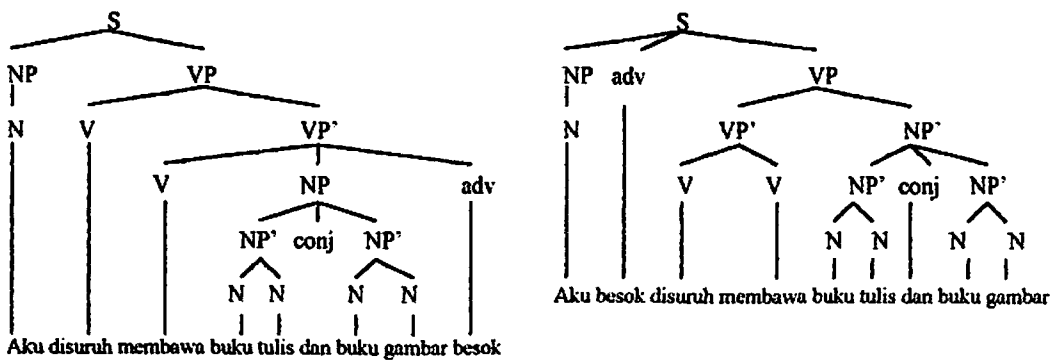 S
NP VP
N V VP'
V NP adv
NP' conj NP'
N N N N
Aku disuruh membawa buku tulis dan buku gambar besok
S
NP adv VP
N VP' NP'
V V NP' conj NP'
N N N N
Aku besok disuruh membawa buku tulis dan buku gambar